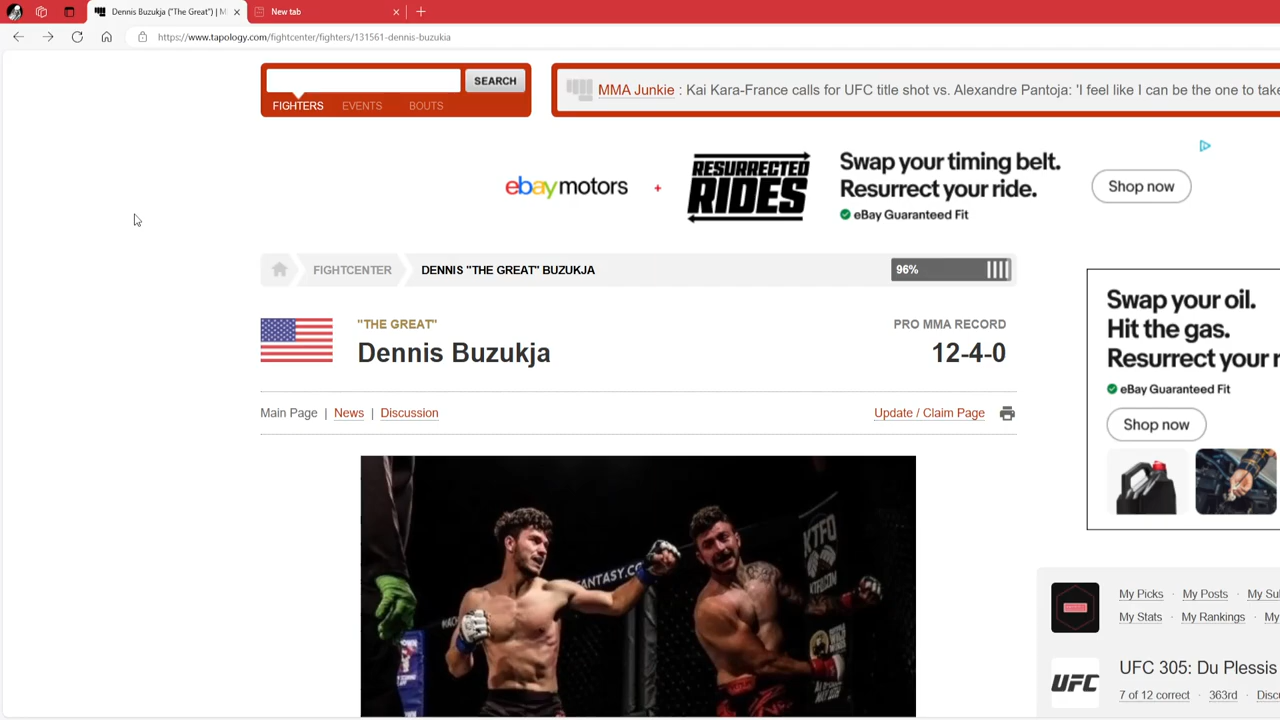 Dennis Buzukja ("The Great") | M
New tab
https://www.tapology.com/fightcenter/fighters/131561-dennis-buzukja
SEARCH
FIGHTERS
EVENTS
BOUTS
MMA Junkie : Kai Kara-France calls for UFC title shot vs. Alexandre Pantoja: 'I feel like I can be the one to take
ebay motors
+
RESURRECTED
RIDES
Swap your timing belt.
Resurrect your ride.
eBay Guaranteed Fit
Shop now
FIGHTCENTER
DENNIS "THE GREAT" BUZUKJA
96%
Swap your oil.
Hit the gas.
Resurrect your r
eBay Guaranteed Fit
Shop now
"THE GREAT"
Dennis Buzukja
PRO MMA RECORD
12-4-0
Main Page | News | Discussion
Update / Claim Page
ANTASY.CO
KTFO
My Picks · My Posts · My Su
My Stats · My Rankings · My
UFC
UFC 305: Du Plessis
7 of 12 correct · 363rd · Disc